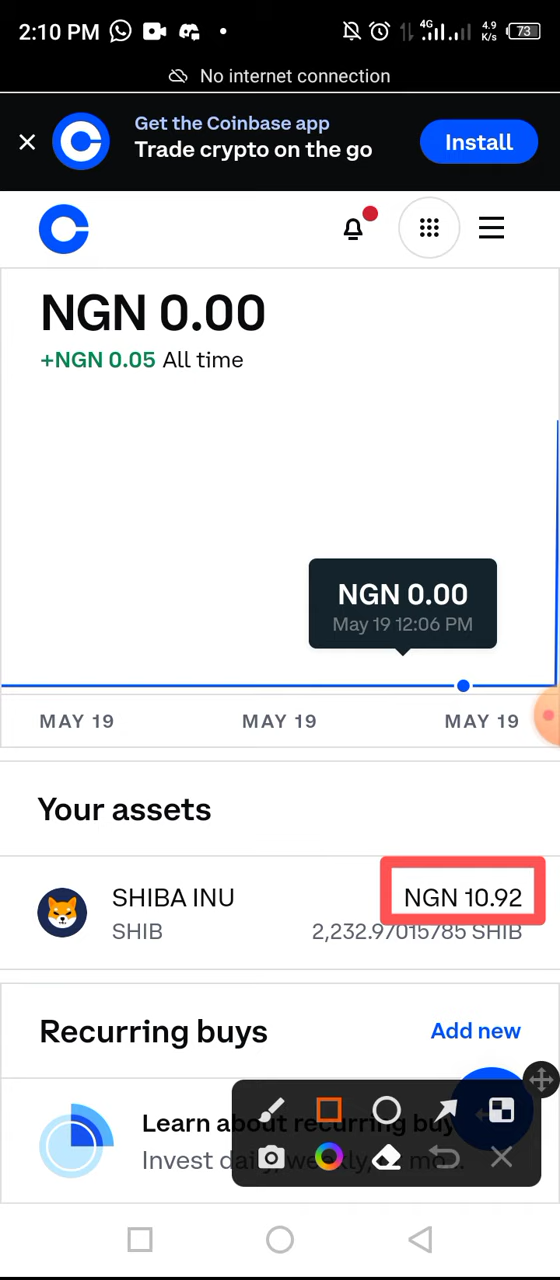 2:10 PM 4G 4.9 K/s 73
No internet connection
Get the Coinbase app
Trade crypto on the go
Install
NGN 0.00
+NGN 0.05 All time
NGN 0.00
May 19 12:06 PM
MAY 19 MAY 19 MAY 19
Your assets
SHIBA INU NGN 10.92
SHIB 2,232.97015785 SHIB
Recurring buys Add new
Learn about recurring buy
Invest daily, weekly, mo...